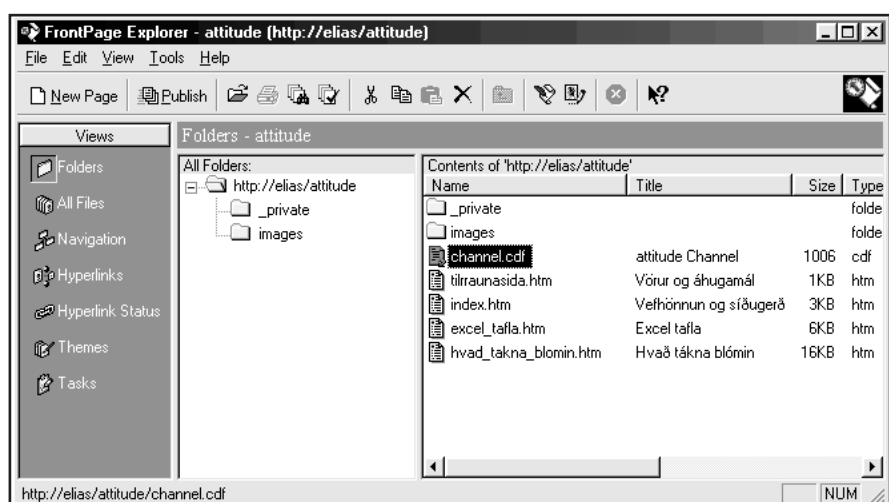 FrontPage Explorer - attitude (http://elias/attitude)
File Edit View Tools Help
New Page Publish
Views
Folders
All Files
Navigation
Hyperlinks
Hyperlink Status
Themes
Tasks
Folders - attitude
All Folders:
http://elias/attitude
_private
images
Contents of 'http://elias/attitude'
Name Title Size Type
_private folde
images folde
channel.cdf attitude Channel 1006 cdf
tilrraunasida.htm Vörur og áhugamál 1KB htm
index.htm Vefhönnun og síðugerð 3KB htm
excel_tafla.htm Excel tafla 6KB htm
hvad_takna_blomin.htm Hvað tákna blómin 16KB htm
http://elias/attitude/channel.cdf NUM